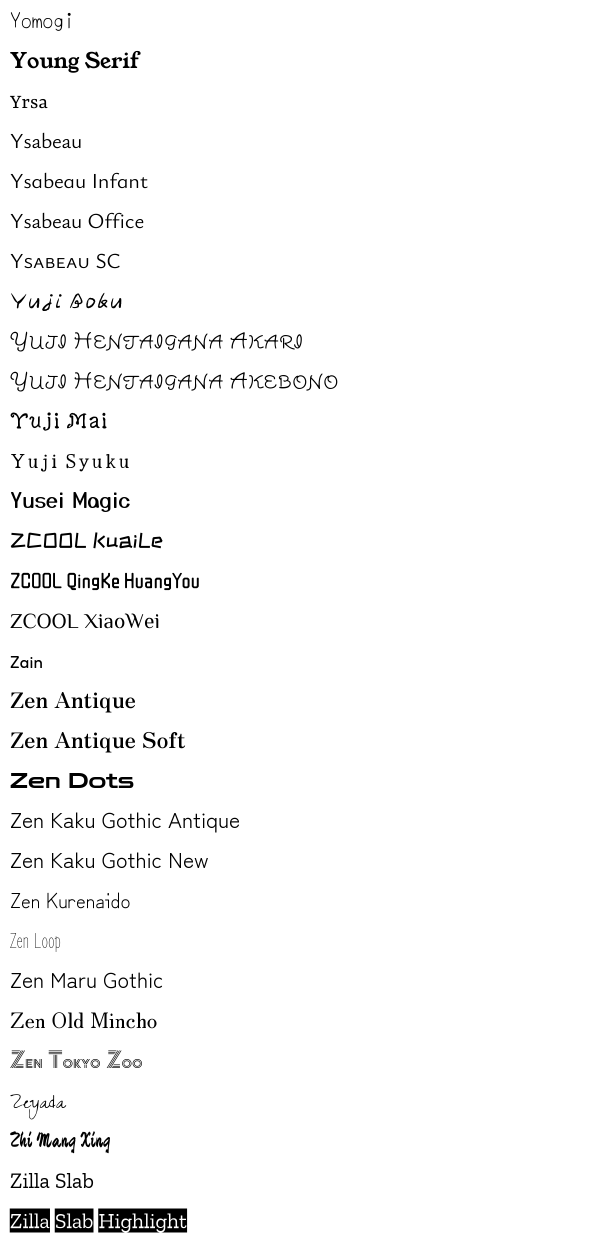 Yomogi
Young Serif
Yrsa
Ysabeau
Ysabeau Infant
Ysabeau Office
Ysabeau SC
Yuji Boku
Yuji Hentaigana Akari
Yuji Hentaigana Akebono
Yuji Mai
Yuji Syuku
Yusei Magic
ZCOOL KuaiLe
ZCOOL QingKe HuangYou
ZCOOL XiaoWei
Zain
Zen Antique
Zen Antique Soft
Zen Dots
Zen Kaku Gothic Antique
Zen Kaku Gothic New
Zen Kurenaido
Zen Loop
Zen Maru Gothic
Zen Old Mincho
Zen Tokyo Zoo
Zeyada
Zhi Mang Xing
Zilla Slab
Zilla Slab Highlight